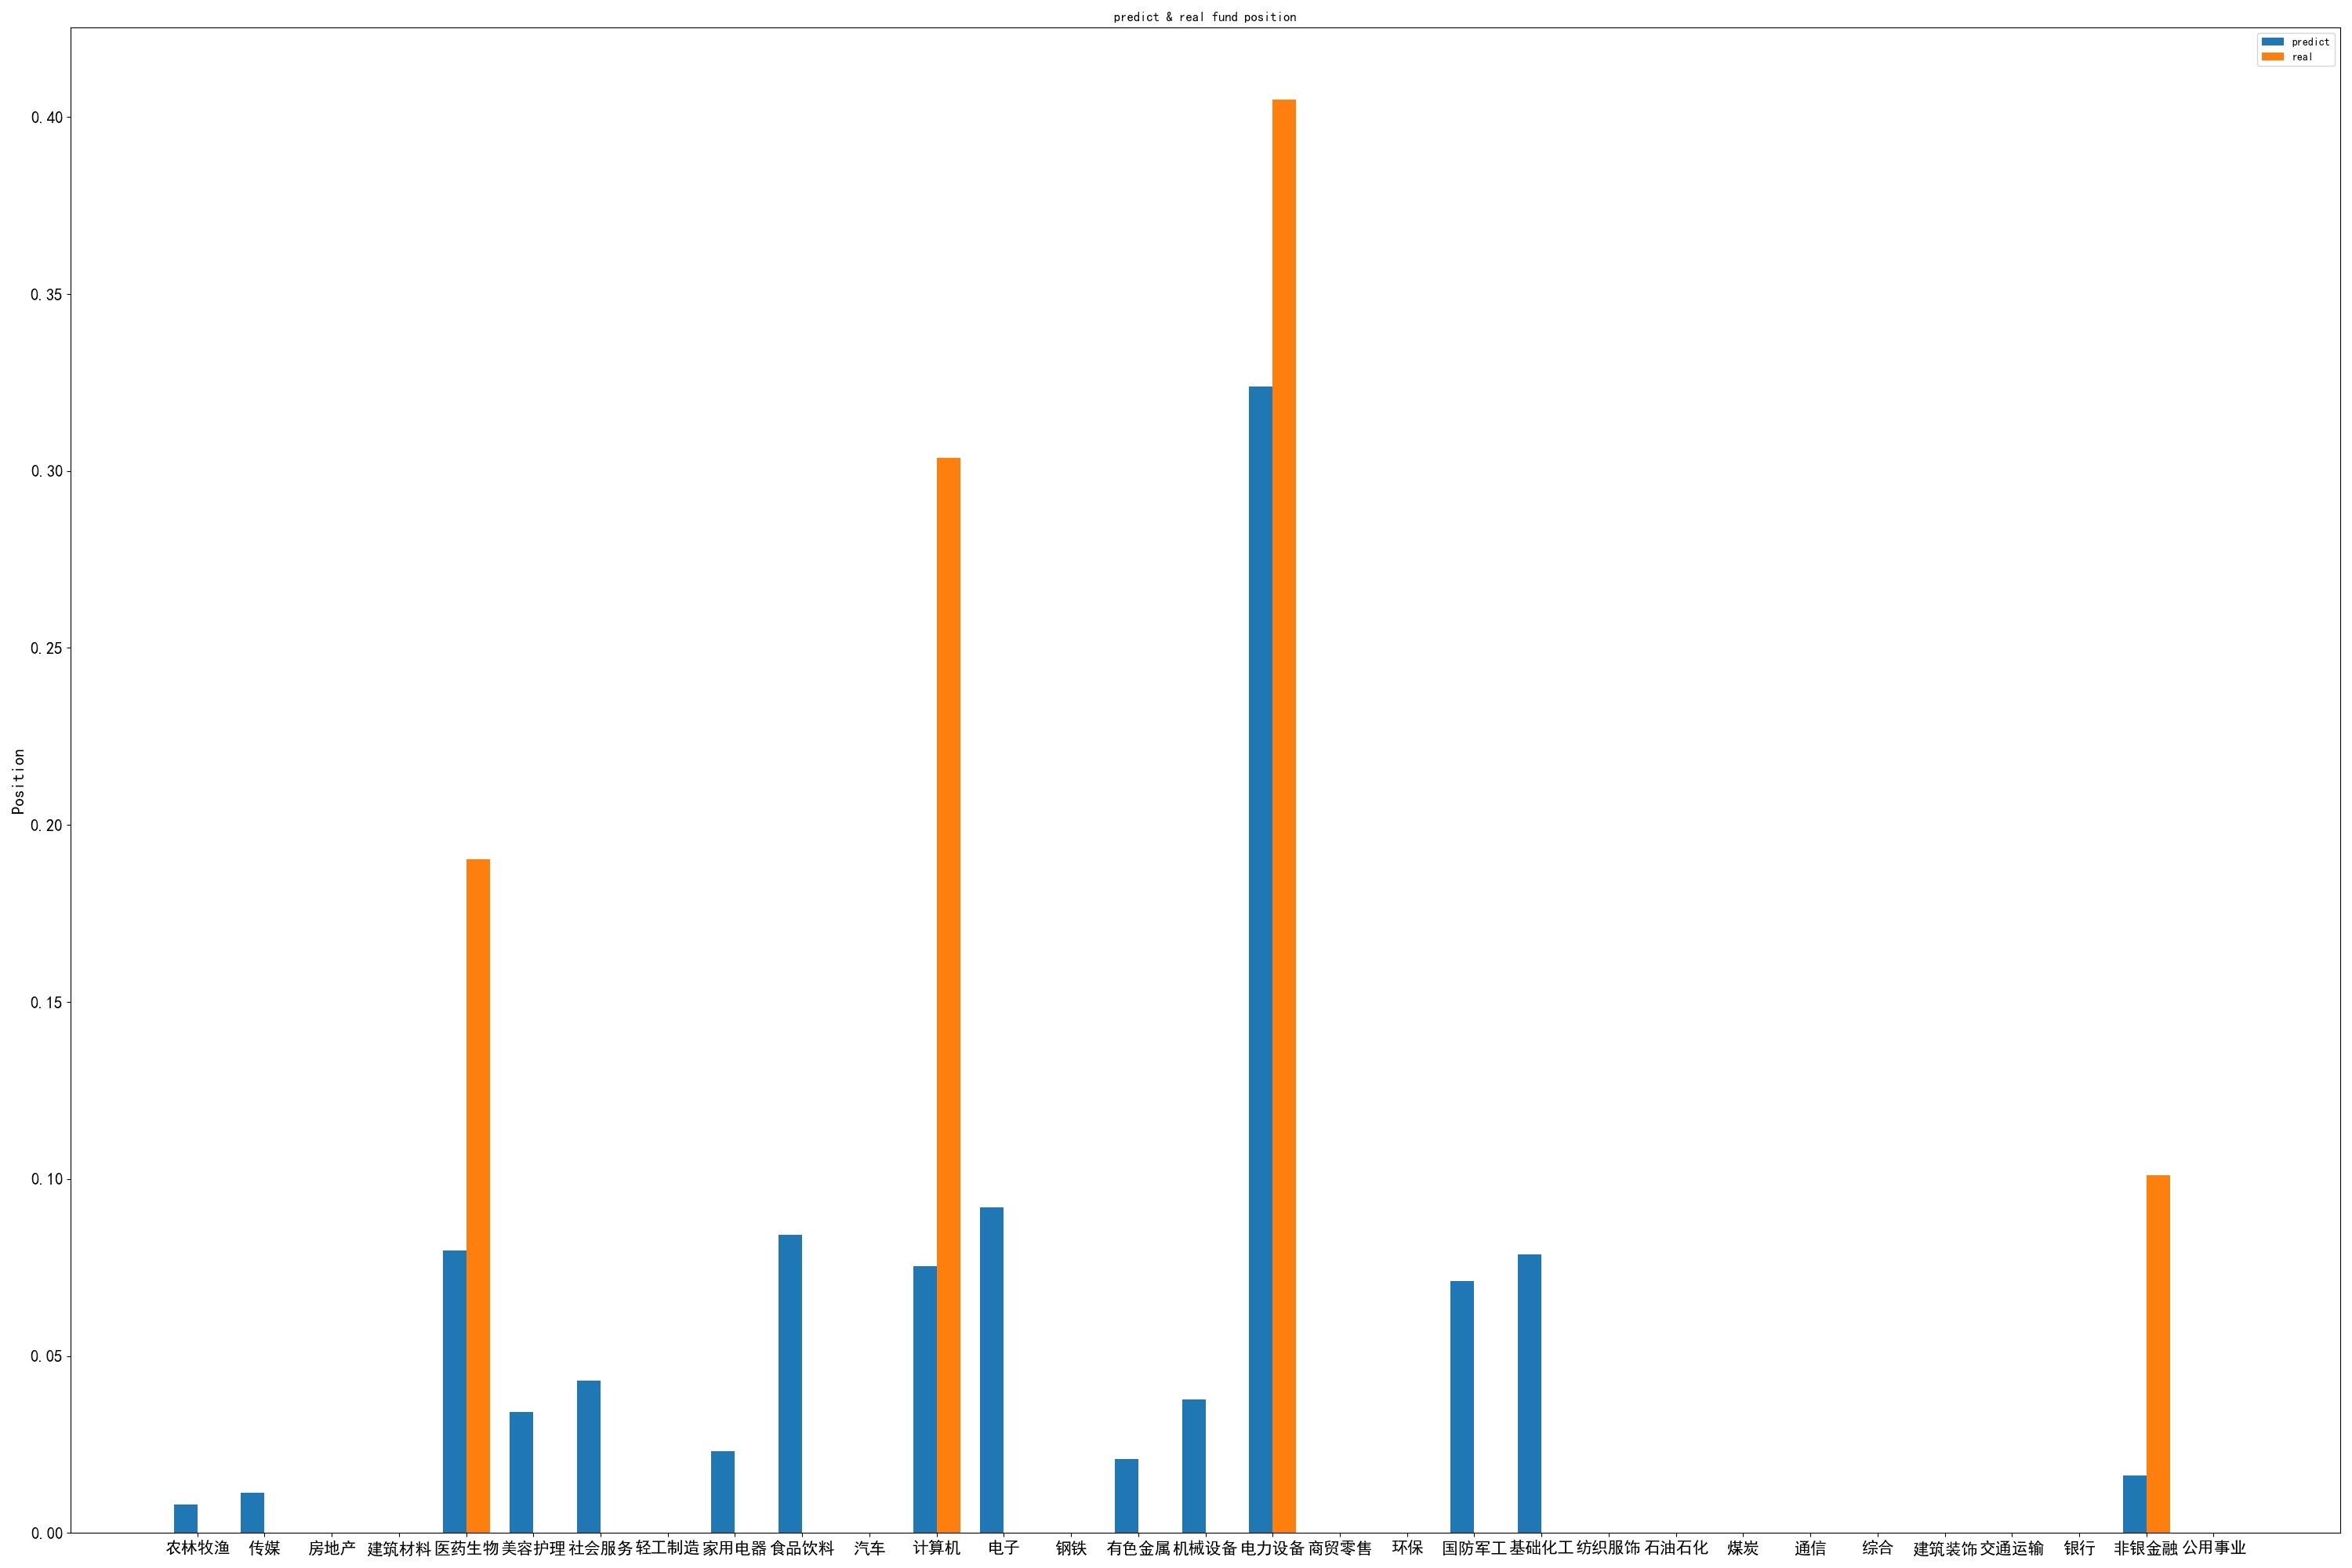 predict & real fund position
predict
real
0.40
0.35
0.30
0.25
0.20
0.15
0.10
0.05
0.00
Position
农林牧渔 传媒 房地产 建筑材料 医药生物 美容护理 社会服务 轻工制造 家用电器 食品饮料 汽车 计算机 电子 钢铁 有色金属 机械设备 电力设备 商贸零售 环保 国防军工 基础化工 纺织服饰 石油石化 煤炭 通信 综合 建筑装饰 交通运输 银行 非银金融 公用事业